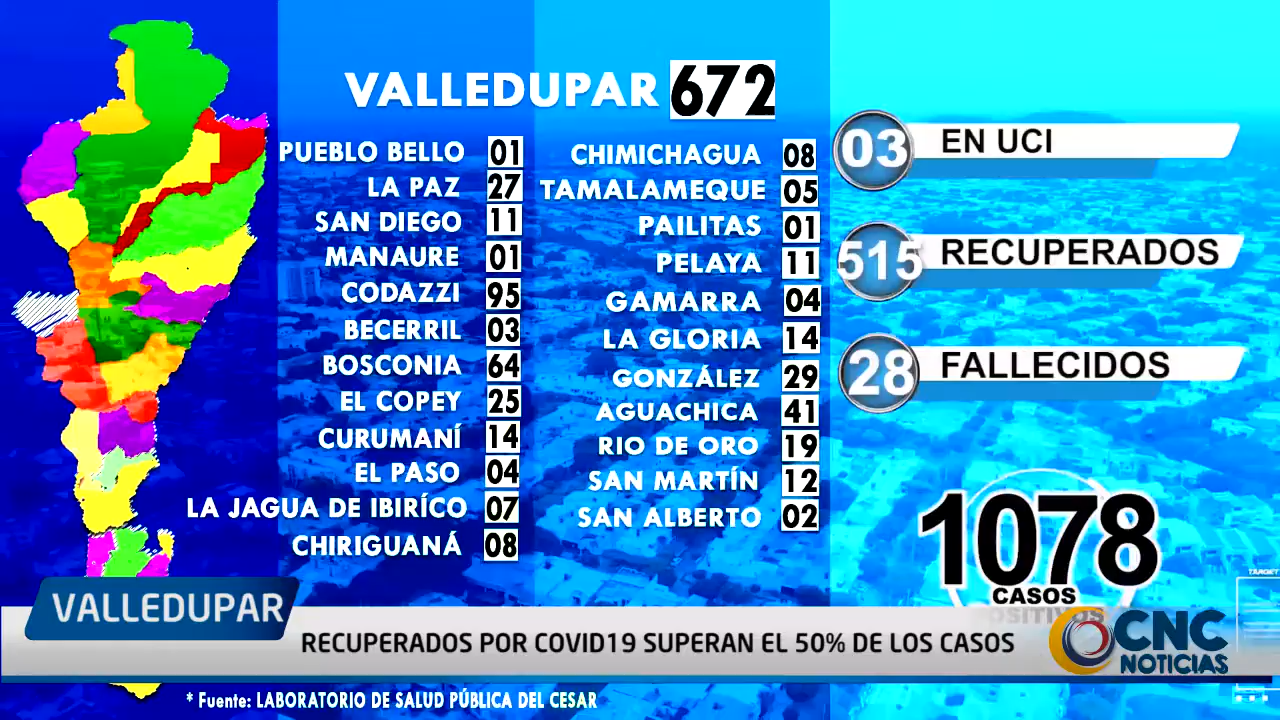 VALLEDUPAR 672
PUEBLO BELLO 01
LA PAZ 27
SAN DIEGO 11
MANAURE 01
CODAZZI 95
BECERRIL 03
BOSCONIA 64
EL COPEY 25
CURUMANÍ 14
EL PASO 04
LA JAGUA DE IBIRÍCO 07
CHIRIGUANÁ 08
CHIMICHAGUA 08
TAMALAMEQUE 05
PAILITAS 01
PELAYA 11
GAMARRA 04
LA GLORIA 14
GONZÁLEZ 29
AGUACHICA 41
RIO DE ORO 19
SAN MARTÍN 12
SAN ALBERTO 02
03 EN UCI
515 RECUPERADOS
28 FALLECIDOS
1078
CASOS
POSITIVOS
TARGET
VALLEDUPAR
RECUPERADOS POR COVID19 SUPERAN EL 50% DE LOS CASOS
CNC
NOTICIAS
* Fuente: LABORATORIO DE SALUD PÚBLICA DEL CESAR